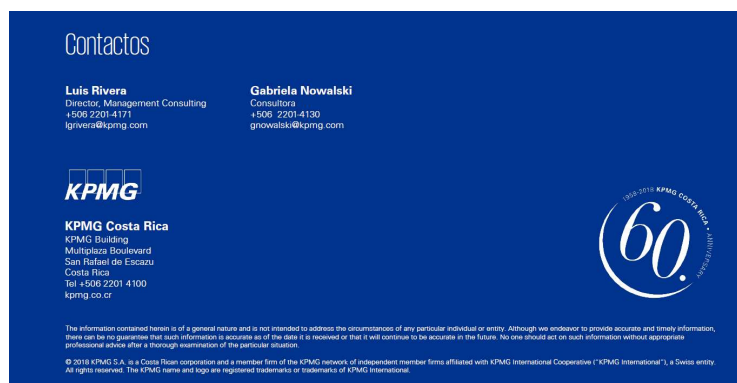 Contactos
Luis Rivera
Director, Management Consulting
+506 2201-4171
lgrivera@kpmg.com
Gabriela Nowalski
Consultora
+506 2201-4130
gnowalski@kpmg.com
KPMG
KPMG Costa Rica
KPMG Building
Multiplaza Boulevard
San Rafael de Escazu
Costa Rica
Tel +506 2201 4100
kpmg.co.cr
1958-2018 KPMG COSTA RICA • ANNIVERSARY
60.
The information contained herein is of a general nature and is not intended to address the circumstances of any particular individual or entity. Although we endeavor to provide accurate and timely information,
there can be no guarantee that such information is accurate as of the date it is received or that it will continue to be accurate in the future. No one should act on such information without appropriate
professional advice after a thorough examination of the particular situation.
© 2018 KPMG S.A. is a Costa Rican corporation and a member firm of the KPMG network of independent member firms affiliated with KPMG International Cooperative ("KPMG International"), a Swiss entity.
All rights reserved. The KPMG name and logo are registered trademarks or trademarks of KPMG International.